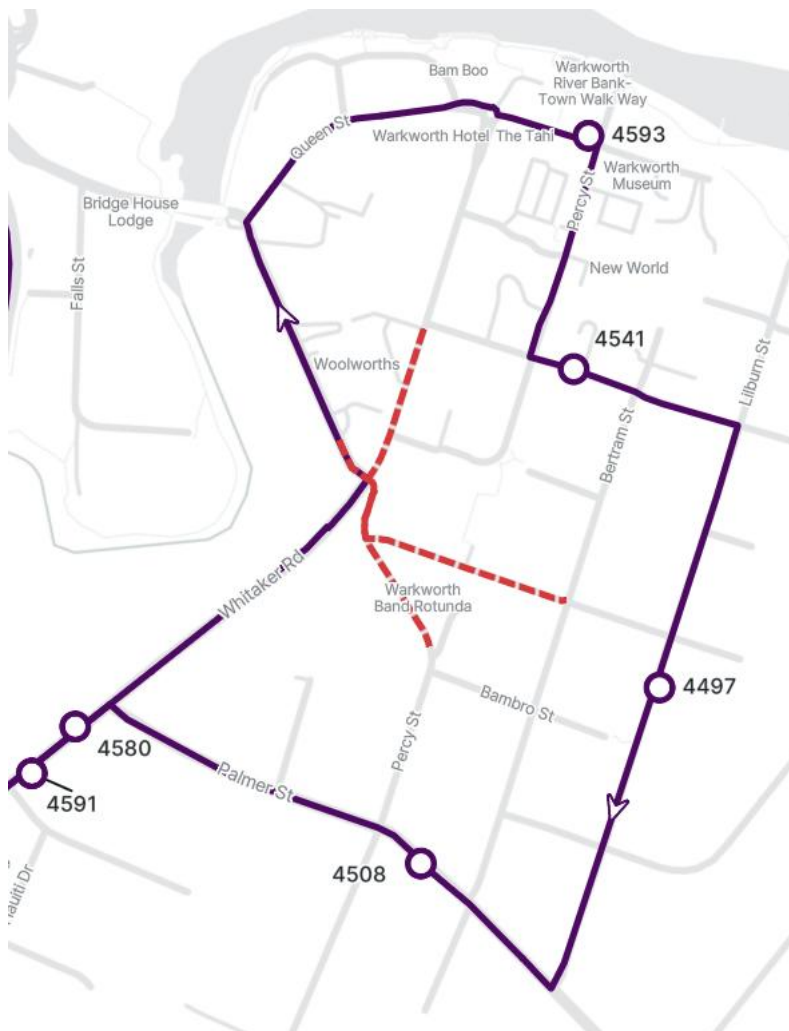 Bam Boo
Warkworth
River Bank-
Town Walk Way
4593
Queen St
Warkworth Hotel The Tahi
Warkworth
Museum
Percy St
Bridge House
Lodge
New World
Falls St
4541
Lilburn St
Woolworths
Bertram St
Whitaker Rd
Warkworth
Band Rotunda
4497
Bambro St
4580
Percy St
4591
Palmer St
4508